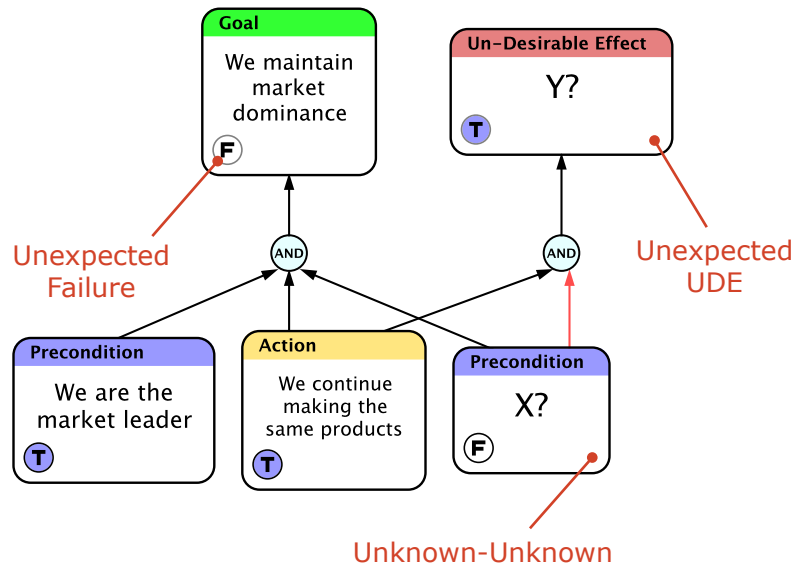 Goal
We maintain
market
dominance
F
Un-Desirable Effect
Y?
T
Unexpected
Failure
AND
AND
Unexpected
UDE
Precondition
We are the
market leader
T
Action
We continue
making the
same products
T
Precondition
X?
F
Unknown-Unknown